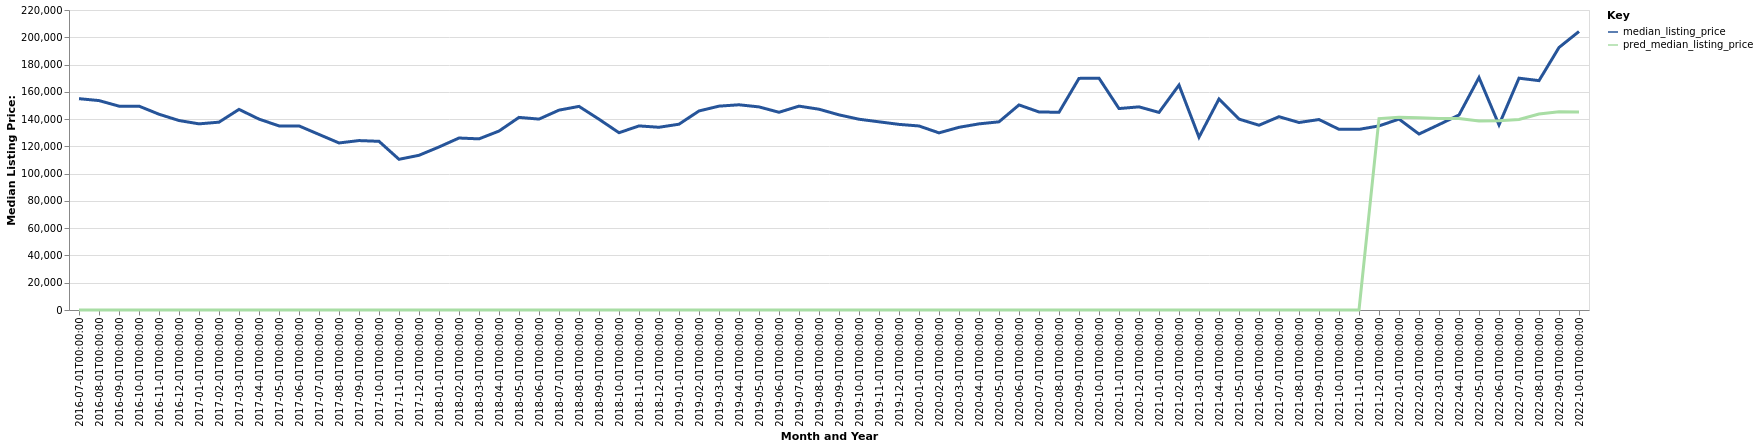 220,000
200,000
180,000
160,000
140,000
120,000
100,000
80,000
60,000
40,000
20,000
0
Median Listing Price:
2016-07-01T00:00:00
2016-08-01T00:00:00
2016-09-01T00:00:00
2016-10-01T00:00:00
2016-11-01T00:00:00
2016-12-01T00:00:00
2017-01-01T00:00:00
2017-02-01T00:00:00
2017-03-01T00:00:00
2017-04-01T00:00:00
2017-05-01T00:00:00
2017-06-01T00:00:00
2017-07-01T00:00:00
2017-08-01T00:00:00
2017-09-01T00:00:00
2017-10-01T00:00:00
2017-11-01T00:00:00
2017-12-01T00:00:00
2018-01-01T00:00:00
2018-02-01T00:00:00
2018-03-01T00:00:00
2018-04-01T00:00:00
2018-05-01T00:00:00
2018-06-01T00:00:00
2018-07-01T00:00:00
2018-08-01T00:00:00
2018-09-01T00:00:00
2018-10-01T00:00:00
2018-11-01T00:00:00
2018-12-01T00:00:00
2019-01-01T00:00:00
2019-02-01T00:00:00
2019-03-01T00:00:00
2019-04-01T00:00:00
2019-05-01T00:00:00
2019-06-01T00:00:00
2019-07-01T00:00:00
2019-08-01T00:00:00
2019-09-01T00:00:00
2019-10-01T00:00:00
2019-11-01T00:00:00
2019-12-01T00:00:00
2020-01-01T00:00:00
2020-02-01T00:00:00
2020-03-01T00:00:00
2020-04-01T00:00:00
2020-05-01T00:00:00
2020-06-01T00:00:00
2020-07-01T00:00:00
2020-08-01T00:00:00
2020-09-01T00:00:00
2020-10-01T00:00:00
2020-11-01T00:00:00
2020-12-01T00:00:00
2021-01-01T00:00:00
2021-02-01T00:00:00
2021-03-01T00:00:00
2021-04-01T00:00:00
2021-05-01T00:00:00
2021-06-01T00:00:00
2021-07-01T00:00:00
2021-08-01T00:00:00
2021-09-01T00:00:00
2021-10-01T00:00:00
2021-11-01T00:00:00
2021-12-01T00:00:00
2022-01-01T00:00:00
2022-02-01T00:00:00
2022-03-01T00:00:00
2022-04-01T00:00:00
2022-05-01T00:00:00
2022-06-01T00:00:00
2022-07-01T00:00:00
2022-08-01T00:00:00
2022-09-01T00:00:00
2022-10-01T00:00:00
Month and Year
Key
median_listing_price
pred_median_listing_price